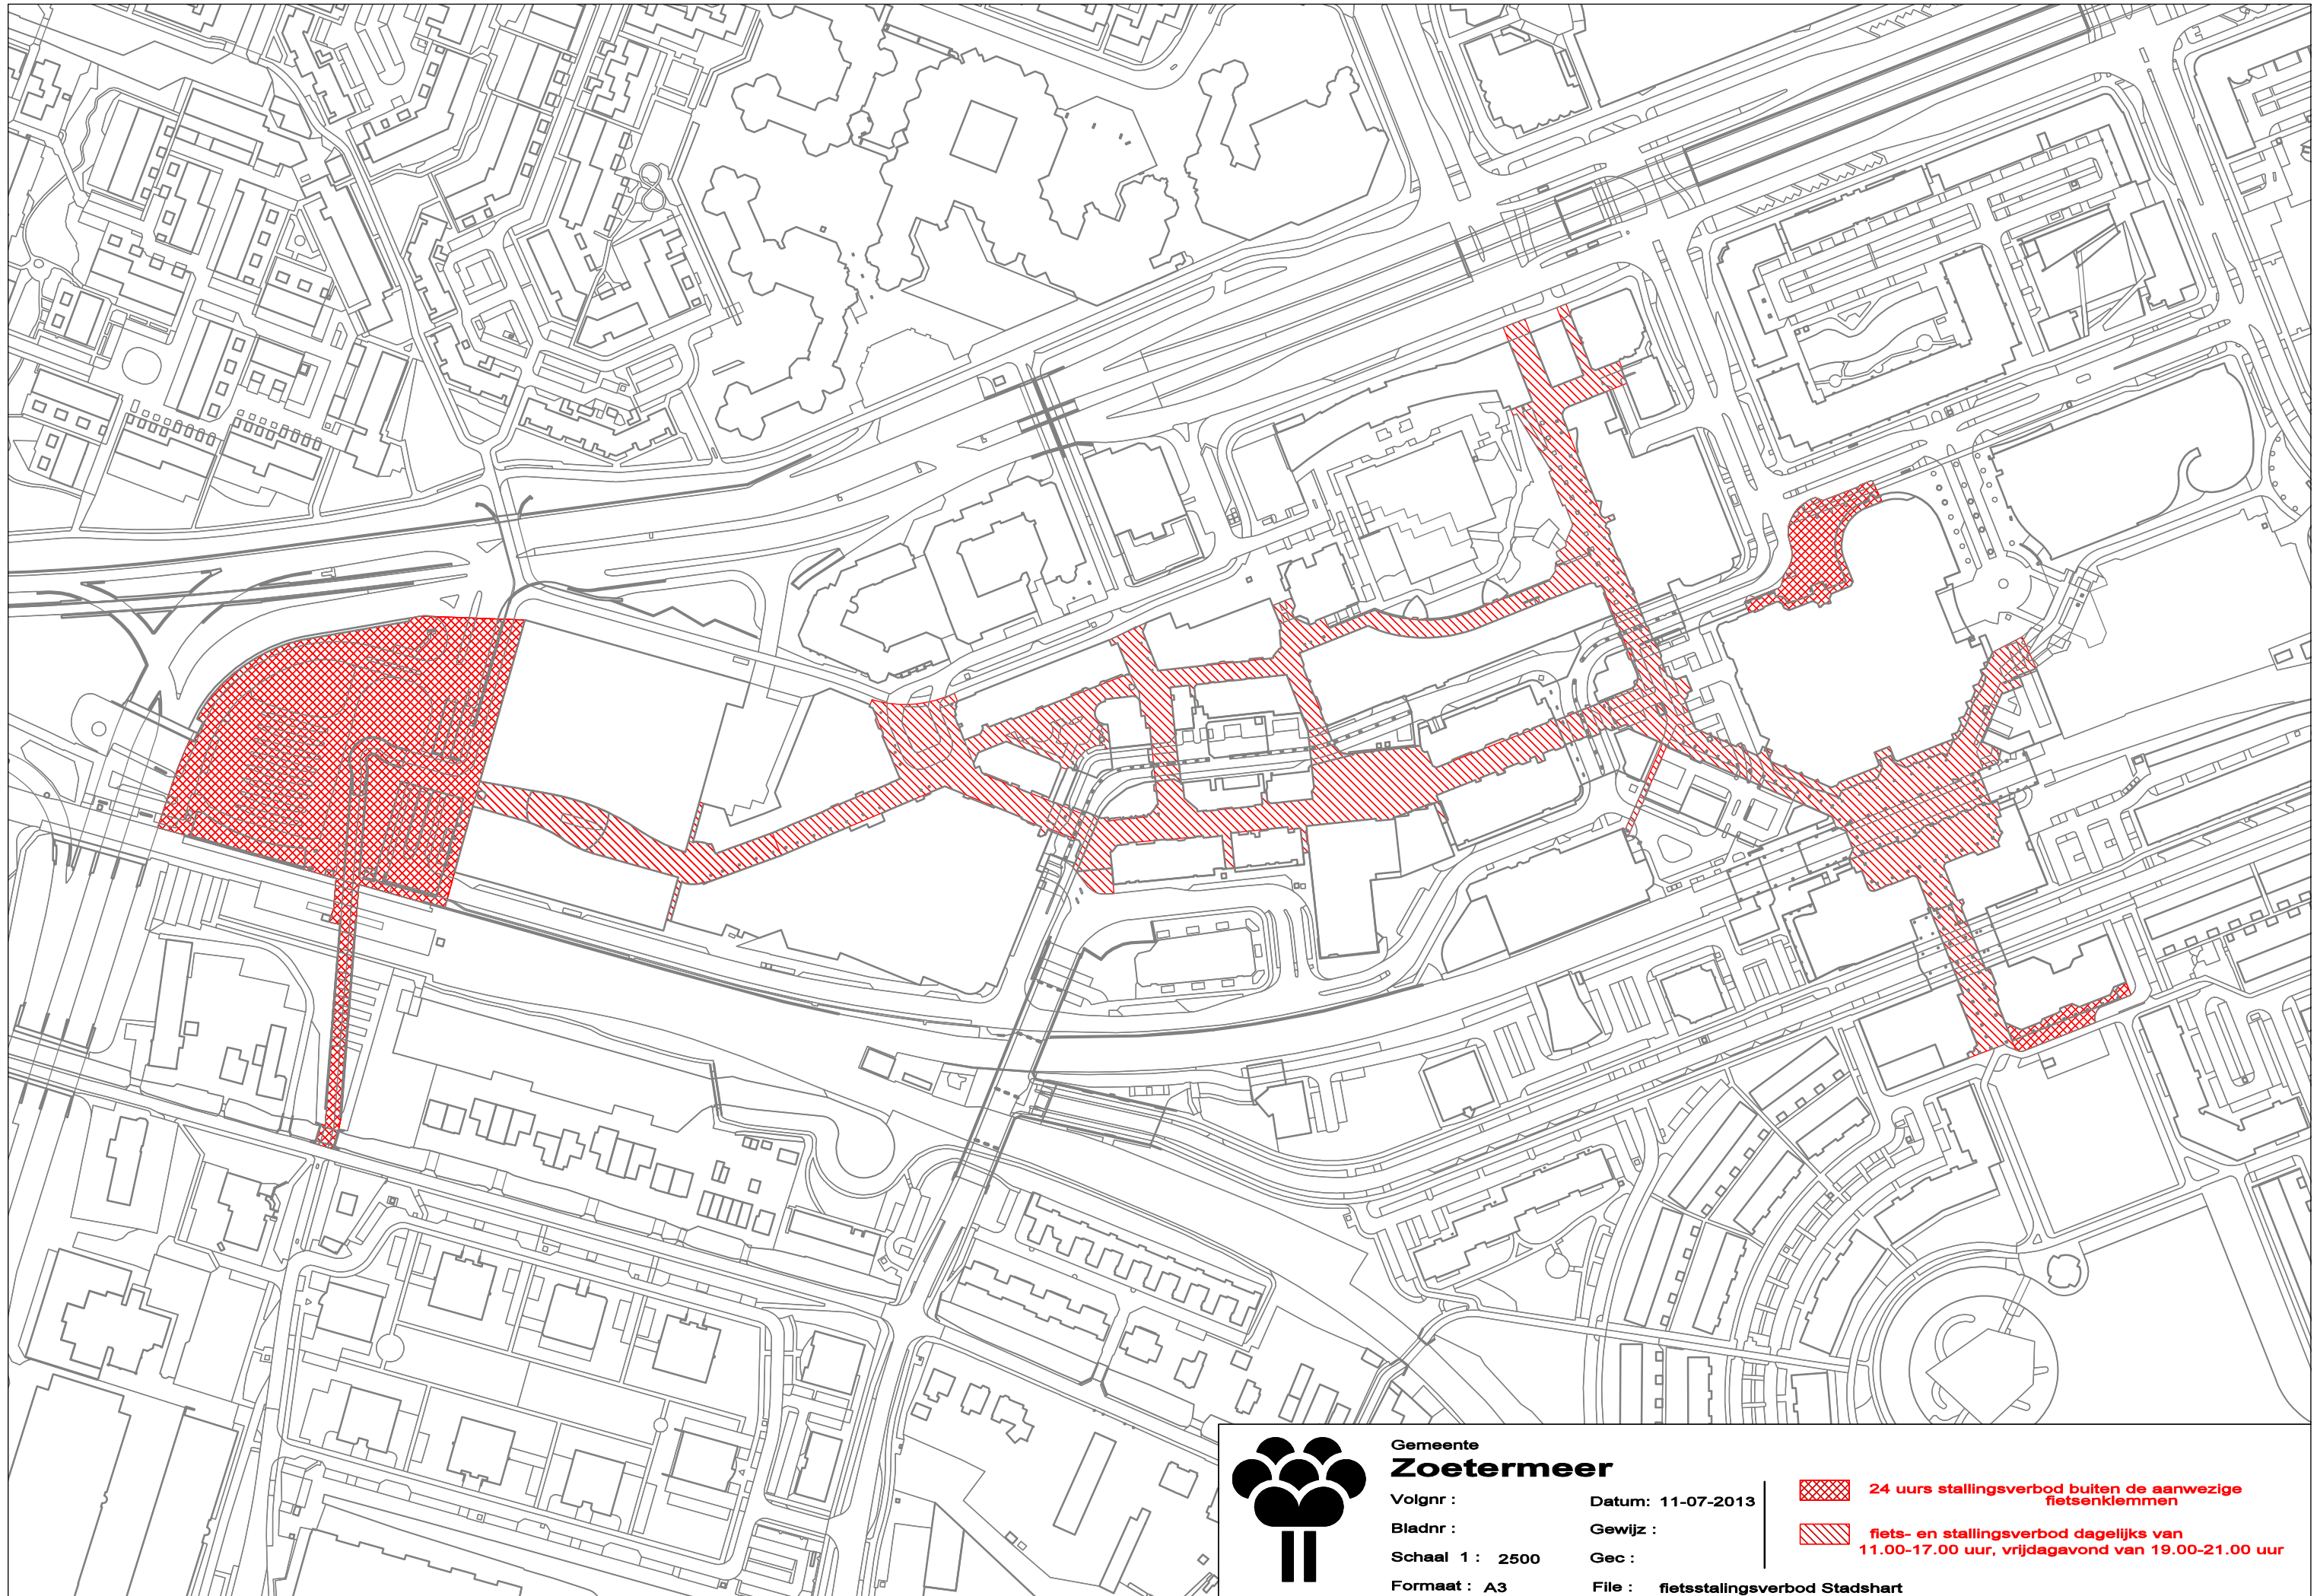 Gemeente
Zoetermeer
Volgnr :
Datum: 11-07-2013
Bladnr :
Gewijz :
Schaal 1 : 2500
Gec :
Formaat : A3
File : fietsstalingsverbod Stadshart
24 uurs stallingsverbod buiten de aanwezige
fietsenklemmen
fiets- en stallingsverbod dagelijks van
11.00-17.00 uur, vrijdagavond van 19.00-21.00 uur